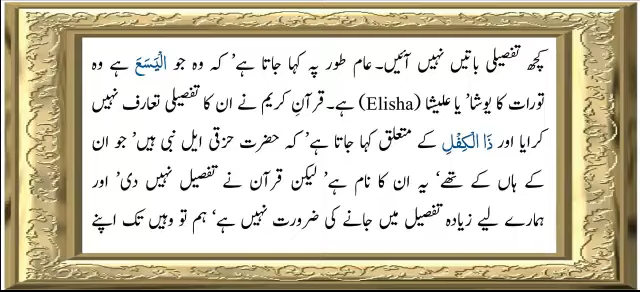 کچھ تفصیلی باتیں نہیں آئیں۔ عام طور پہ کہا جاتا ہے' کہ وہ جو الْیَسَعَ ہے وہ
تورات کا یوشا' یا علیشا (Elisha) ہے۔ قرآنِ کریم نے ان کا تفصیلی تعارف نہیں
کرایا اور ذَا الْکِفْلِ کے متعلق کہا جاتا ہے' کہ حضرت حزقی ایل نبی ہیں' جو ان
کے ہاں کے تھے' یہ ان کا نام ہے' لیکن قرآن نے تفصیل نہیں دی' اور
ہمارے لیے زیادہ تفصیل میں جانے کی ضرورت نہیں ہے' ہم تو وہیں تک اپنے